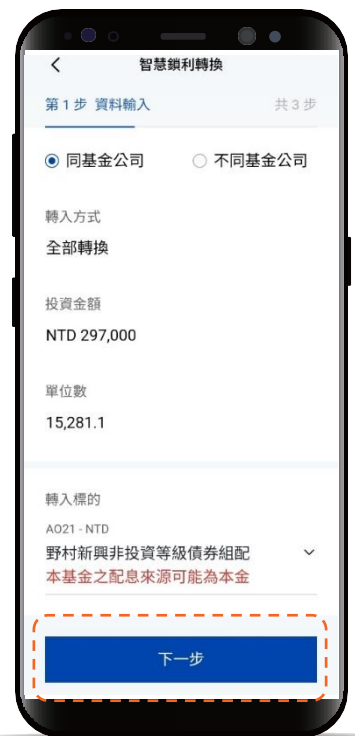 智慧鎖利轉換
第1步 資料輸入 共3步
同基金公司 不同基金公司
轉入方式
全部轉換
投資金額
NTD 297,000
單位數
15,281.1
轉入標的
AO21 - NTD
野村新興非投資等級債券組配
本基金之配息來源可能為本金
下一步